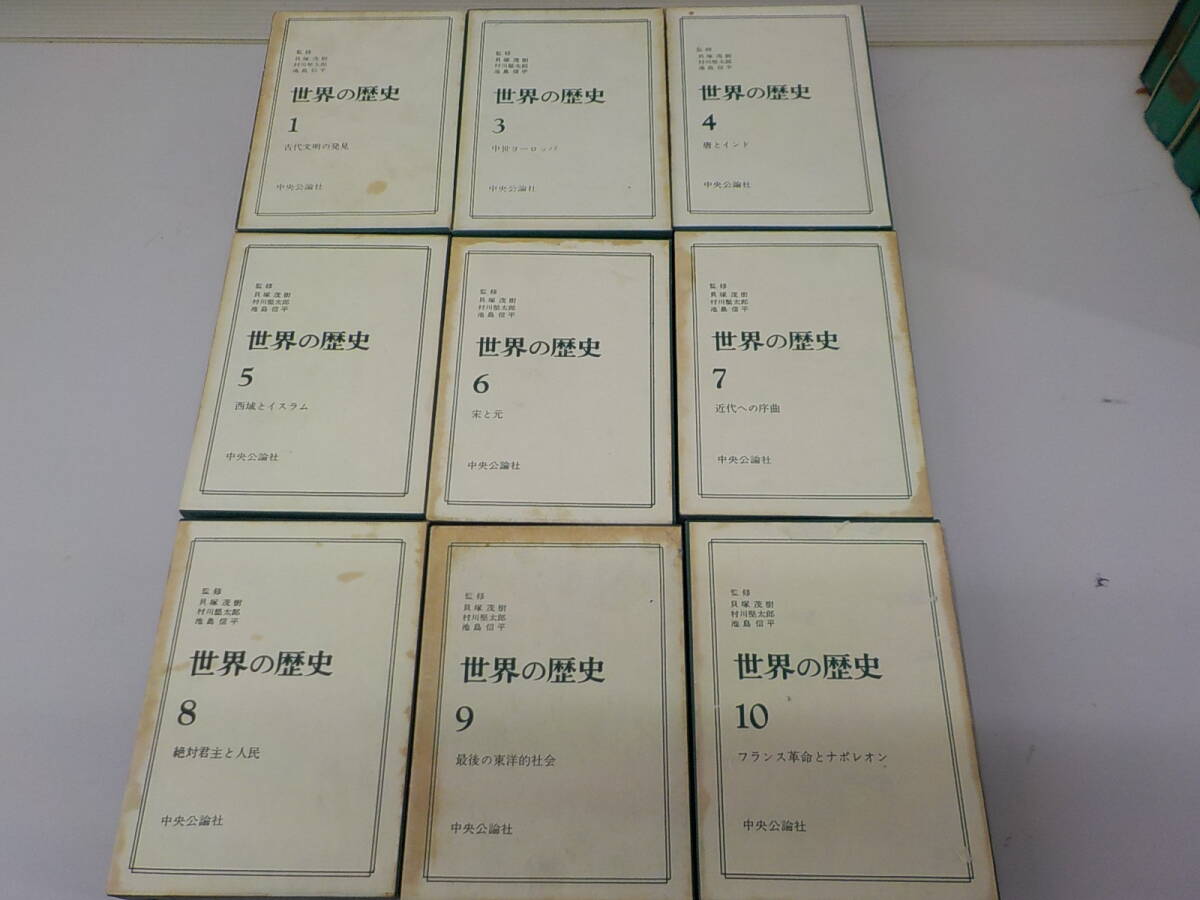 監修
貝塚茂樹
村川堅太郎
池島信平
世界の歴史
1
古代文明の発見
中央公論社
監修
貝塚茂樹
村川堅太郎
池島信平
世界の歴史
3
中世ヨーロッパ
中央公論社
監修
貝塚茂樹
村川堅太郎
池島信平
世界の歴史
4
唐とインド
中央公論社
監修
貝塚茂樹
村川堅太郎
池島信平
世界の歴史
5
西域とイスラム
中央公論社
監修
貝塚茂樹
村川堅太郎
池島信平
世界の歴史
6
宋と元
中央公論社
監修
貝塚茂樹
村川堅太郎
池島信平
世界の歴史
7
近代への序曲
中央公論社
監修
貝塚茂樹
村川堅太郎
池島信平
世界の歴史
8
絶対君主と人民
中央公論社
監修
貝塚茂樹
村川堅太郎
池島信平
世界の歴史
9
最後の東洋的社会
中央公論社
監修
貝塚茂樹
村川堅太郎
池島信平
世界の歴史
10
フランス革命とナポレオン
中央公論社